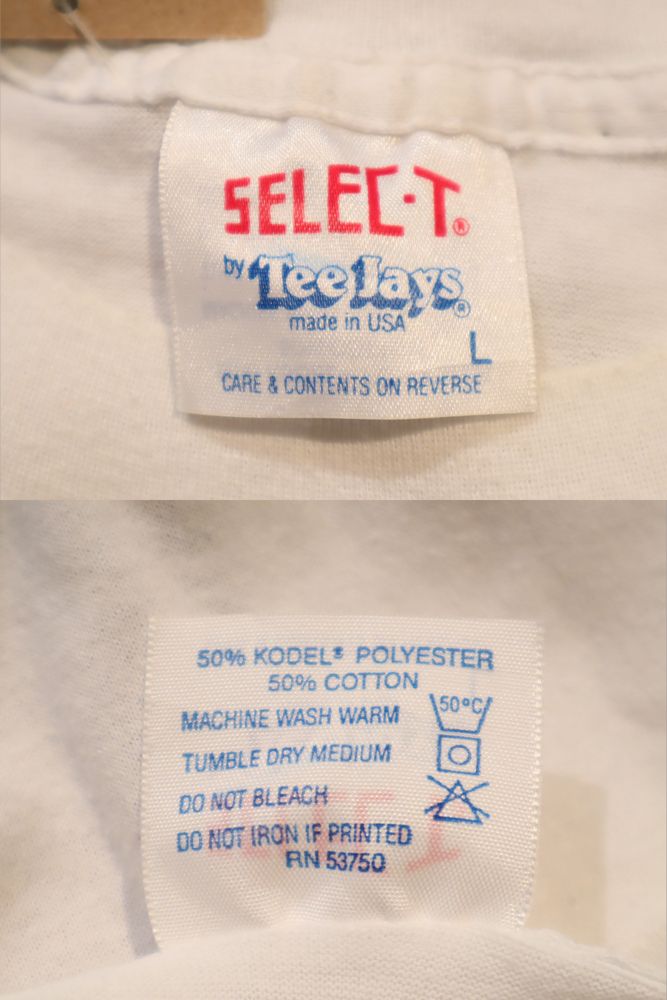 SELEC-T®
by Tee Jays®
made in USA
L
CARE & CONTENTS ON REVERSE
50% KODEL® POLYESTER
50% COTTON
MACHINE WASH WARM
50°C
TUMBLE DRY MEDIUM
DO NOT BLEACH
DO NOT IRON IF PRINTED
RN 53750